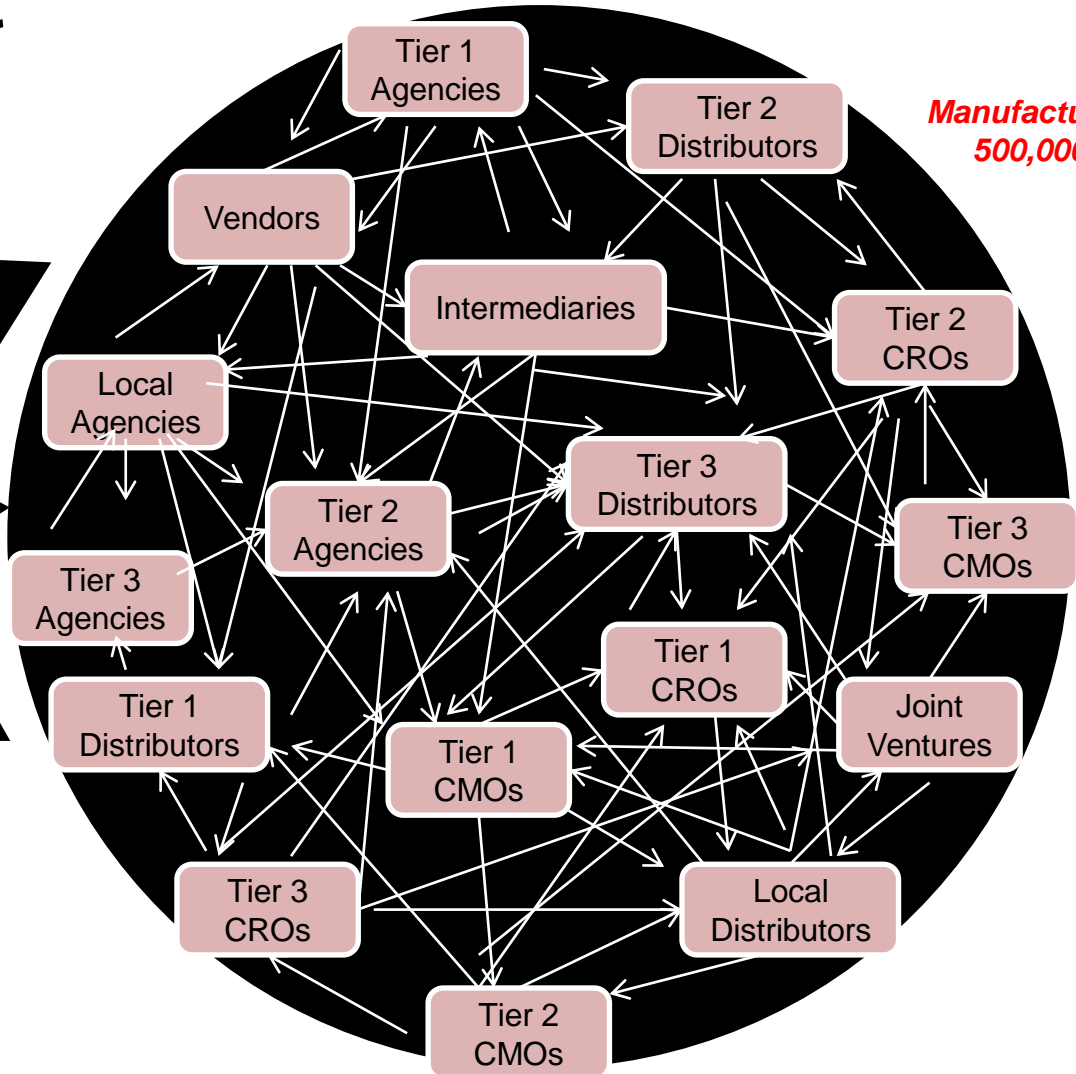 Tier 1
Agencies
Tier 2
Distributors
500,000
Vendors
Intermediaries
Tier 2
CROs
Local
Agencies
Tier 3
Distributors
Tier 2
Agencies
Tier 3
CMOs
Tier 3
Agencies
Tier 1
CROs
Tier 1
Distributors
Joint
Ventures
Tier 1
CMOs
Tier 3
CROs
Local
Distributors
Tier 2
CMOs